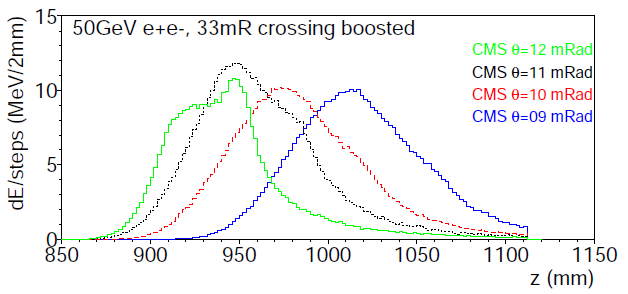 50GeV e+e-, 33mR crossing boosted
CMS θ=12 mRad
CMS θ=11 mRad
CMS θ=10 mRad
CMS θ=09 mRad
dE/steps (MeV/2mm)
15
10
5
0
850 900 950 1000 1050 1100 1150
z (mm)